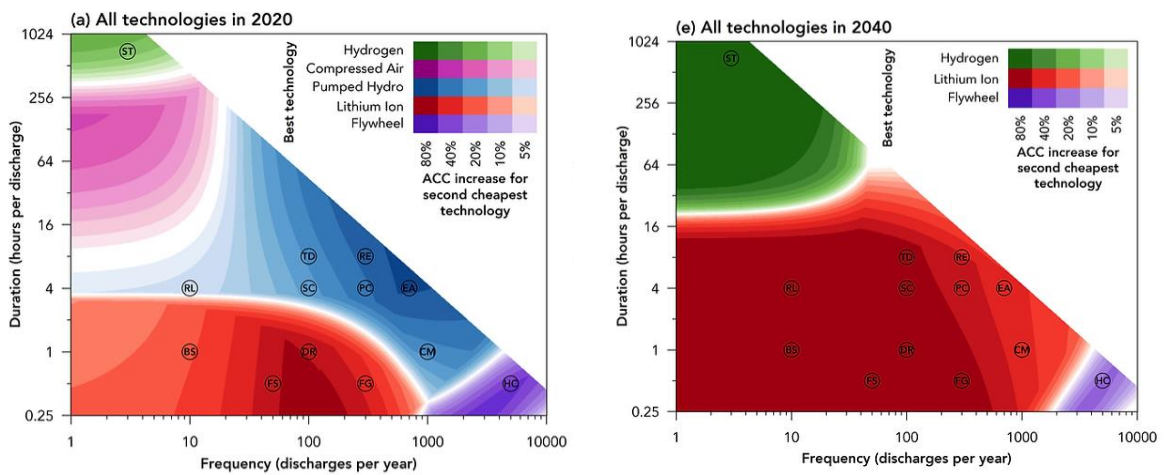 (a) All technologies in 2020
Duration (hours per discharge)
1024
256
64
16
4
1
0.25
1
10
100
1000
10000
Frequency (discharges per year)
Best technology
Hydrogen
Compressed Air
Pumped Hydro
Lithium Ion
Flywheel
80%
40%
20%
10%
5%
ACC increase for
second cheapest
technology
ST
TD
RE
RL
SC
PC
EA
BS
DR
CM
FS
FG
HC
(e) All technologies in 2040
Duration (hours per discharge)
1024
256
64
16
4
1
0.25
1
10
100
1000
10000
Frequency (discharges per year)
Best technology
Hydrogen
Lithium Ion
Flywheel
80%
40%
20%
10%
5%
ACC increase for
second cheapest
technology
ST
TD
RE
RL
SC
PC
EA
BS
DR
CM
FS
FG
HC